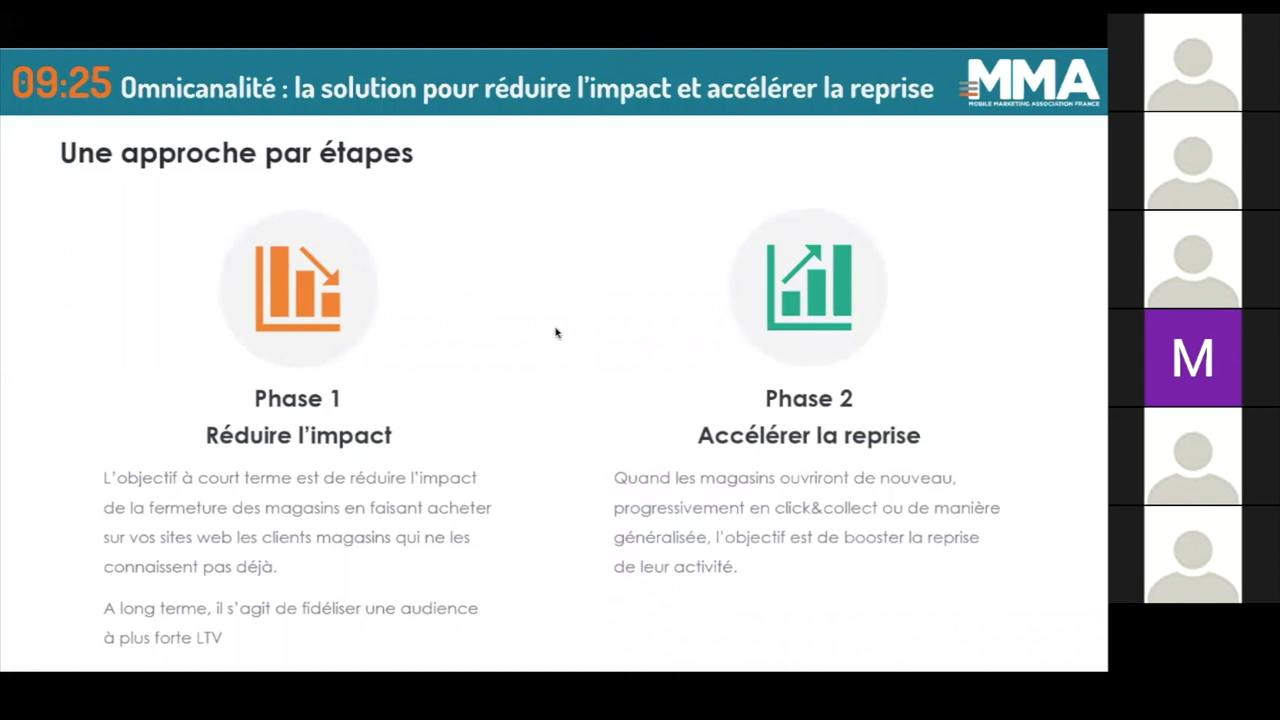 09:25 Omnicanalité : la solution pour réduire l'impact et accélérer la reprise
MMA
MOBILE MARKETING ASSOCIATION FRANCE
Une approche par étapes
Phase 1
Réduire l'impact
L'objectif à court terme est de réduire l'impact
de la fermeture des magasins en faisant acheter
sur vos sites web les clients magasins qui ne les
connaissent pas déjà.
A long terme, il s'agit de fidéliser une audience
à plus forte LTV
Phase 2
Accélérer la reprise
Quand les magasins ouvriront de nouveau,
progressivement en click&collect ou de manière
généralisée, l'objectif est de booster la reprise
de leur activité.
M